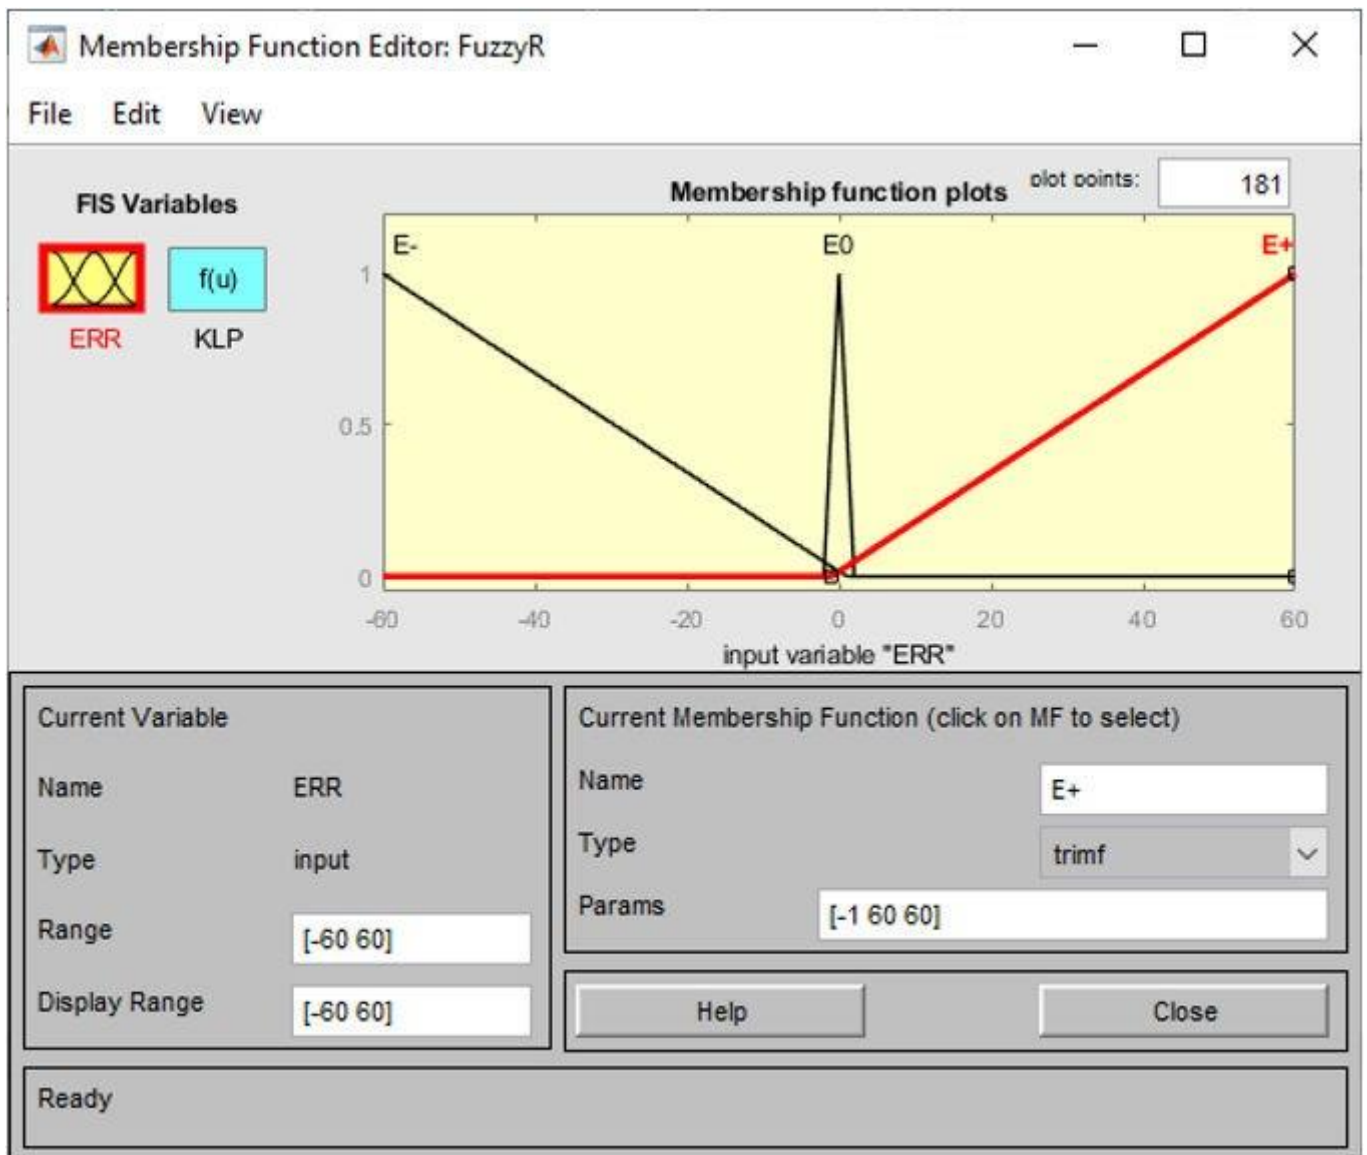 Membership Function Editor: FuzzyR
File Edit View
FIS Variables
f(u)
ERR KLP
Membership function plots plot points: 181
E- E0 E+
1
0.5
0
-60 -40 -20 0 20 40 60
input variable "ERR"
Current Variable
Name ERR
Type input
Range [-60 60]
Display Range [-60 60]
Current Membership Function (click on MF to select)
Name E+
Type trimf
Params [-1 60 60]
Help Close
Ready